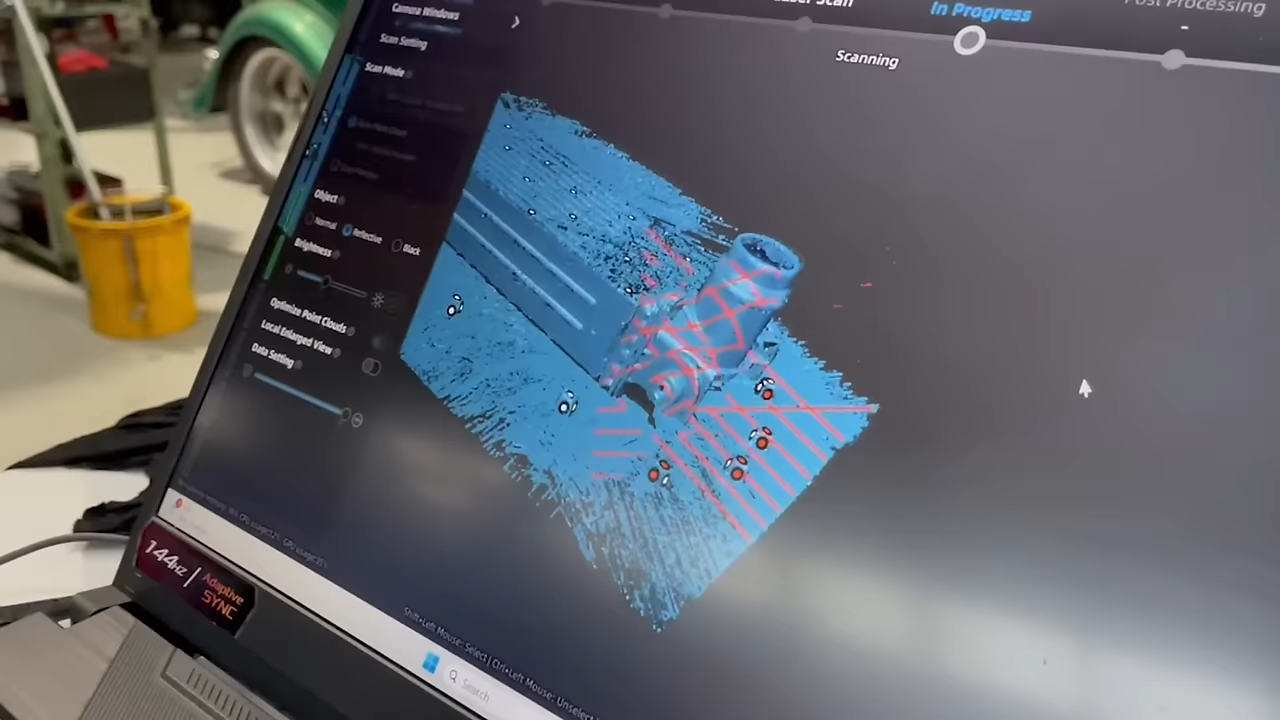 Camera Windows
Scan Setting
Scan Mode
Object
Normal
Reflective
Black
Brightness
Optimize Point Clouds
Local Enlarged View
Data Setting
Scan
In Progress
Post Processing
Scanning
Shift+Left Mouse: Select | Ctrl+Left Mouse: Unselect
Search
144Hz
Adaptive
SYNC